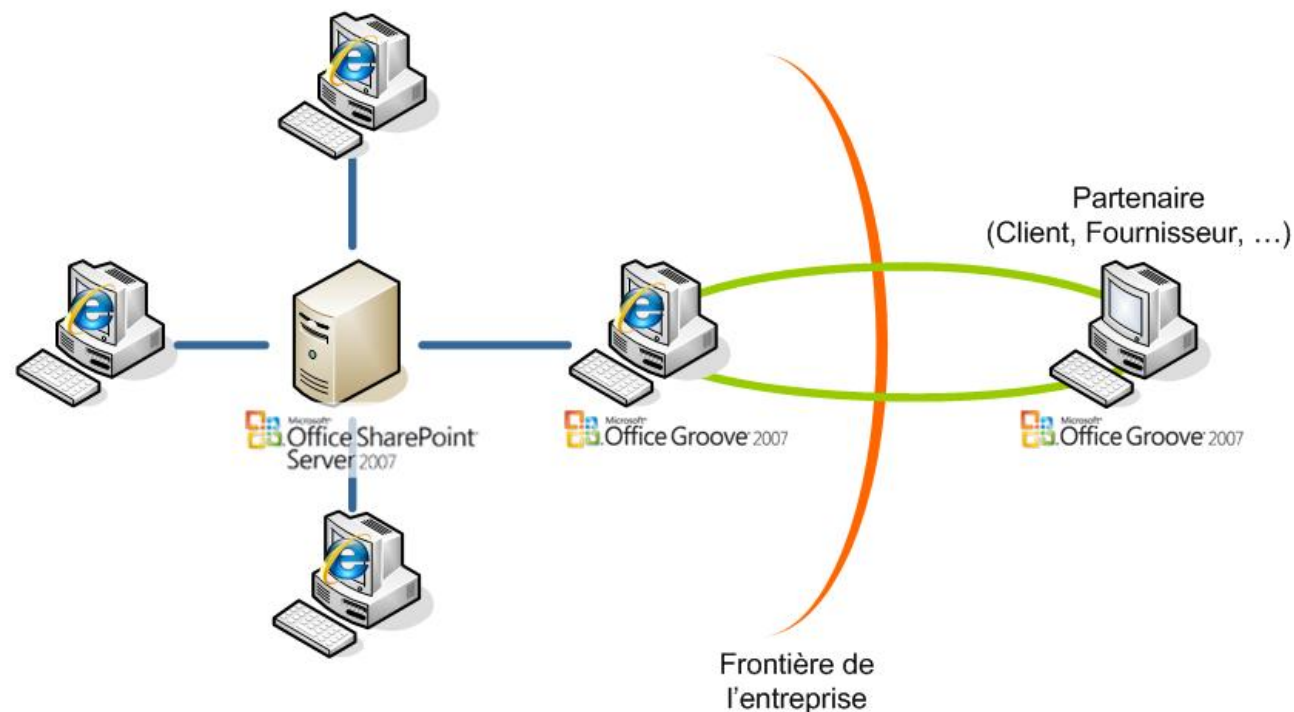 Partenaire
(Client, Fournisseur, …)
Microsoft®
Office SharePoint®
Server 2007
Microsoft®
Office Groove® 2007
Microsoft®
Office Groove® 2007
Frontière de
l’entreprise